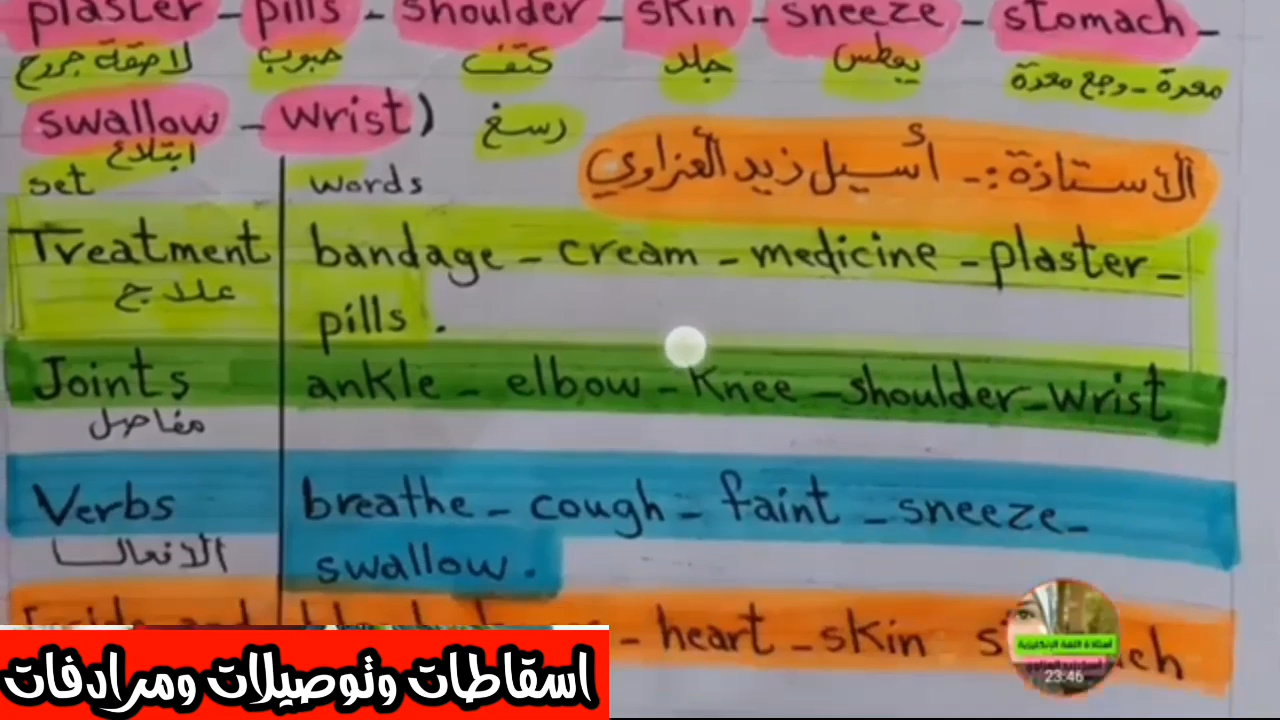 plaster - pills - shoulder - skin - sneeze - stomach -
لاصقة جروح حبوب كتف جلد يعطس معدة - وجع معدة
swallow - wrist) رسغ
ابتلاع
الأستاذة :- أسيل زيد العزاوي
set words
Treatment bandage - cream - medicine - plaster -
علاج
pills .
Joints ankle - elbow - Knee - shoulder - wrist
مفاصل
Verbs breathe - cough - faint - sneeze -
swallow .
- heart - skin
اسقاطات وتوصيلات ومرادفات
23:46